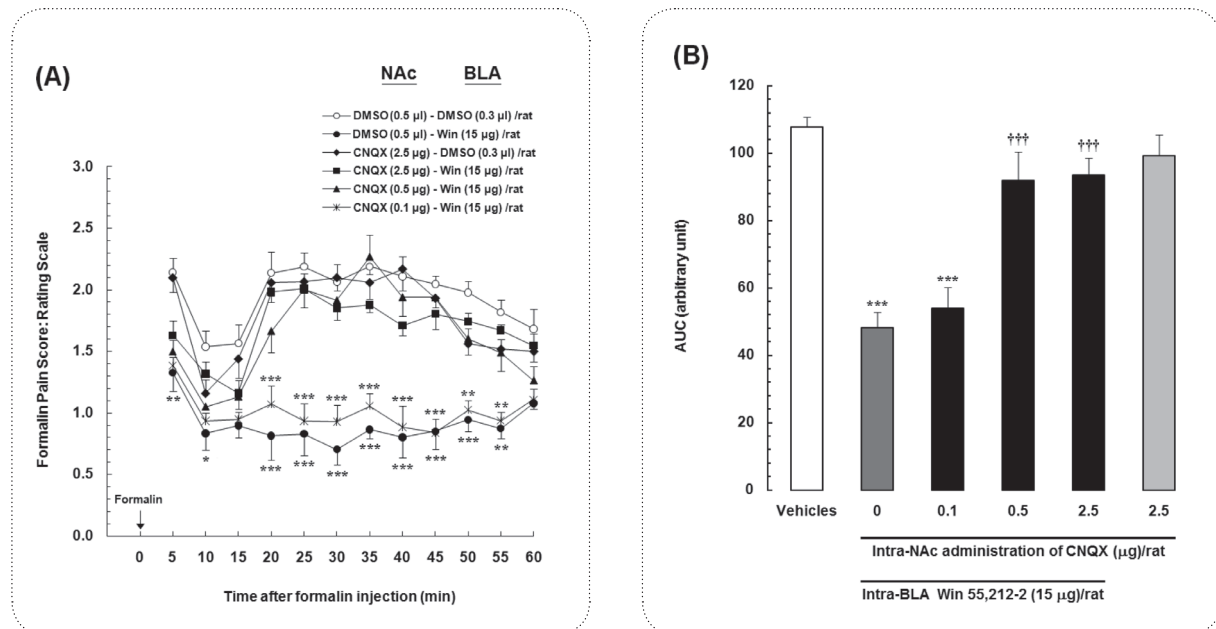 (A)
NAc BLA
DMSO (0.5 µl) - DMSO (0.3 µl) /rat
DMSO (0.5 µl) - Win (15 µg) /rat
CNQX (2.5 µg) - DMSO (0.3 µl) /rat
CNQX (2.5 µg) - Win (15 µg) /rat
CNQX (0.5 µg) - Win (15 µg) /rat
CNQX (0.1 µg) - Win (15 µg) /rat
Formalin Pain Score: Rating Scale
3.0
2.5
2.0
1.5
1.0
0.5
0.0
*** *** *** *** *** *** ** **
** * *** *** *** *** *** *** *** **
Formalin
0 5 10 15 20 25 30 35 40 45 50 55 60
Time after formalin injection (min)
(B)
AUC (arbitrary unit)
120
100
80
60
40
20
0
*** *** ††† †††
Vehicles 0 0.1 0.5 2.5 2.5
Intra-NAc administration of CNQX (µg)/rat
Intra-BLA Win 55,212-2 (15 µg)/rat